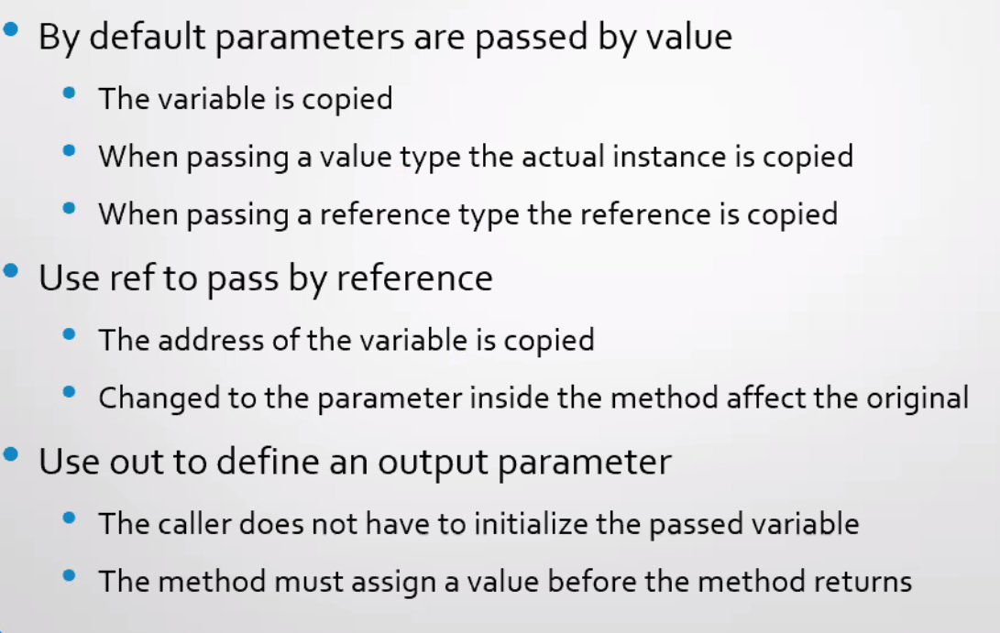 By default parameters are passed by value
The variable is copied
When passing a value type the actual instance is copied
When passing a reference type the reference is copied
Use ref to pass by reference
The address of the variable is copied
Changed to the parameter inside the method affect the original
Use out to define an output parameter
The caller does not have to initialize the passed variable
The method must assign a value before the method returns